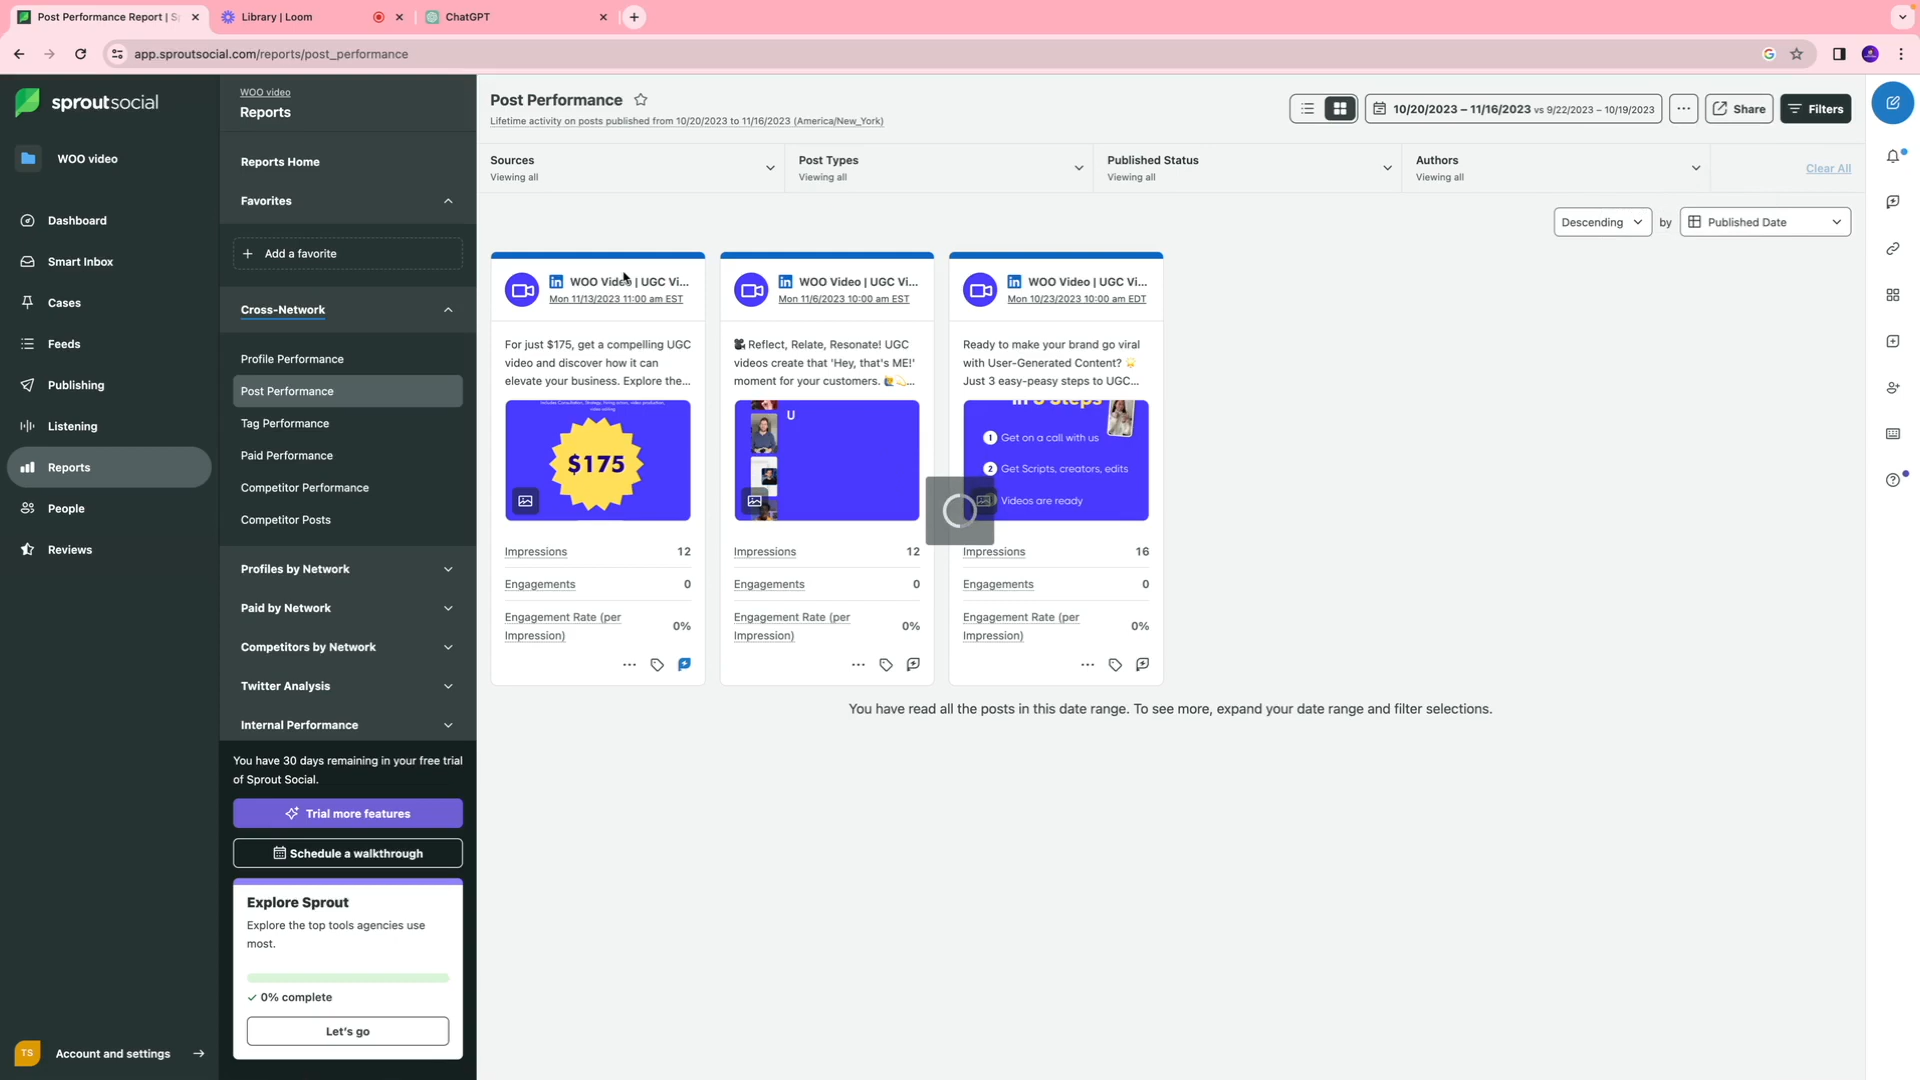 Post Performance Report | S
Library | Loom
ChatGPT
app.sproutsocial.com/reports/post_performance
sproutsocial
WOO video
Dashboard
Smart Inbox
Cases
Feeds
Publishing
Listening
Reports
People
Reviews
TS
Account and settings
WOO video
Reports
Reports Home
Favorites
+ Add a favorite
Cross-Network
Profile Performance
Post Performance
Tag Performance
Paid Performance
Competitor Performance
Competitor Posts
Profiles by Network
Paid by Network
Competitors by Network
Twitter Analysis
Internal Performance
You have 30 days remaining in your free trial
of Sprout Social.
Trial more features
Schedule a walkthrough
Explore Sprout
Explore the top tools agencies use
most.
0% complete
Let's go
Post Performance
Lifetime activity on posts published from 10/20/2023 to 11/16/2023 (America/New_York)
10/20/2023 – 11/16/2023 vs 9/22/2023 – 10/19/2023
Share
Filters
Sources
Viewing all
Post Types
Viewing all
Published Status
Viewing all
Authors
Viewing all
Clear All
Descending by Published Date
WOO Video | UGC Vi...
Mon 11/13/2023 11:00 am EST
For just $175, get a compelling UGC
video and discover how it can
elevate your business. Explore the...
$175
Impressions 12
Engagements 0
Engagement Rate (per
Impression) 0%
WOO Video | UGC Vi...
Mon 11/6/2023 10:00 am EST
🎥 Reflect, Relate, Resonate! UGC
videos create that 'Hey, that's ME!'
moment for your customers. 🙋‍♂️💫...
U
Impressions 12
Engagements 0
Engagement Rate (per
Impression) 0%
WOO Video | UGC Vi...
Mon 10/23/2023 10:00 am EDT
Ready to make your brand go viral
with User-Generated Content? 🌟
Just 3 easy-peasy steps to UGC...
in 3 Steps
1 Get on a call with us
2 Get Scripts, creators, edits
Videos are ready
Impressions 16
Engagements 0
Engagement Rate (per
Impression) 0%
You have read all the posts in this date range. To see more, expand your date range and filter selections.